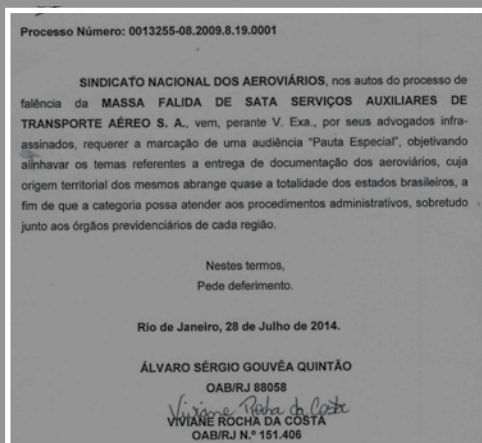 Processo Número: 0013255-08.2009.8.19.0001
SINDICATO NACIONAL DOS AEROVIÁRIOS, nos autos do processo de
falência da MASSA FALIDA DE SATA SERVIÇOS AUXILIARES DE
TRANSPORTE AÉREO S. A., vem, perante V. Exa., por seus advogados infra-
assinados, requerer a marcação de uma audiência "Pauta Especial", objetivando
alinhavar os temas referentes a entrega de documentação dos aeroviários, cuja
origem territorial dos mesmos abrange quase a totalidade dos estados brasileiros, a
fim de que a categoria possa atender aos procedimentos administrativos, sobretudo
junto aos órgãos previdenciários de cada região.
Nestes termos,
Pede deferimento.
Rio de Janeiro, 28 de Julho de 2014.
ÁLVARO SÉRGIO GOUVÊA QUINTÃO
OAB/RJ 88058
Viviane Rocha da Costa
VIVIANE ROCHA DA COSTA
OAB/RJ N.º 151.406